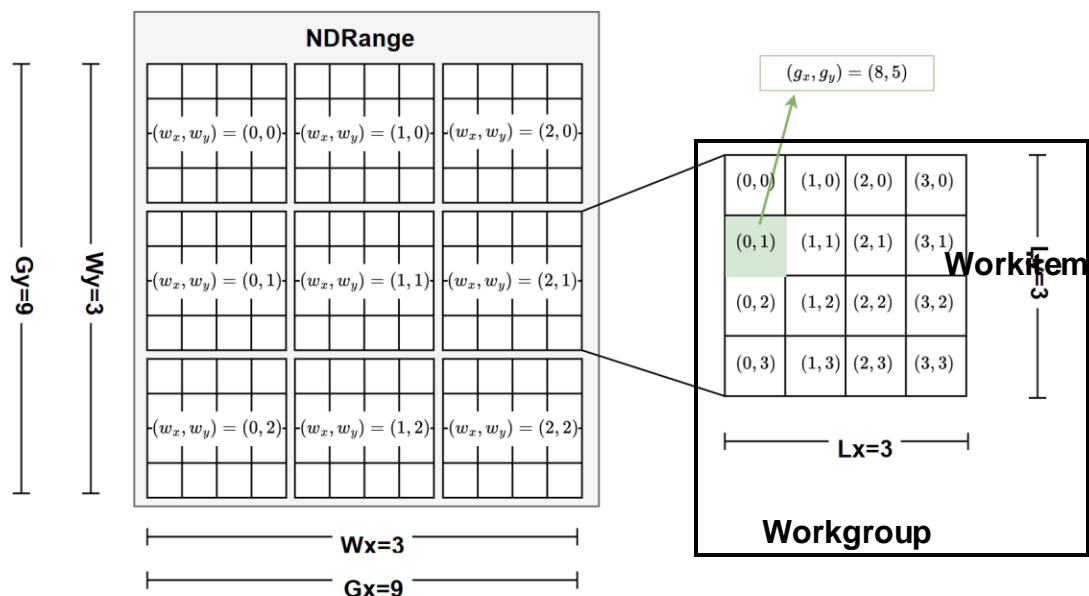 NDRange
(g_x, g_y) = (8, 5)
(w_x, w_y) = (0, 0)
(w_x, w_y) = (1, 0)
(w_x, w_y) = (2, 0)
(w_x, w_y) = (0, 1)
(w_x, w_y) = (1, 1)
(w_x, w_y) = (2, 1)
(w_x, w_y) = (0, 2)
(w_x, w_y) = (1, 2)
(w_x, w_y) = (2, 2)
Gy=9
Wy=3
Wx=3
Gx=9
(0, 0) (1, 0) (2, 0) (3, 0)
(0, 1) (1, 1) (2, 1) (3, 1)
(0, 2) (1, 2) (2, 2) (3, 2)
(0, 3) (1, 3) (2, 3) (3, 3)
Workitem
Lx=3
Workgroup